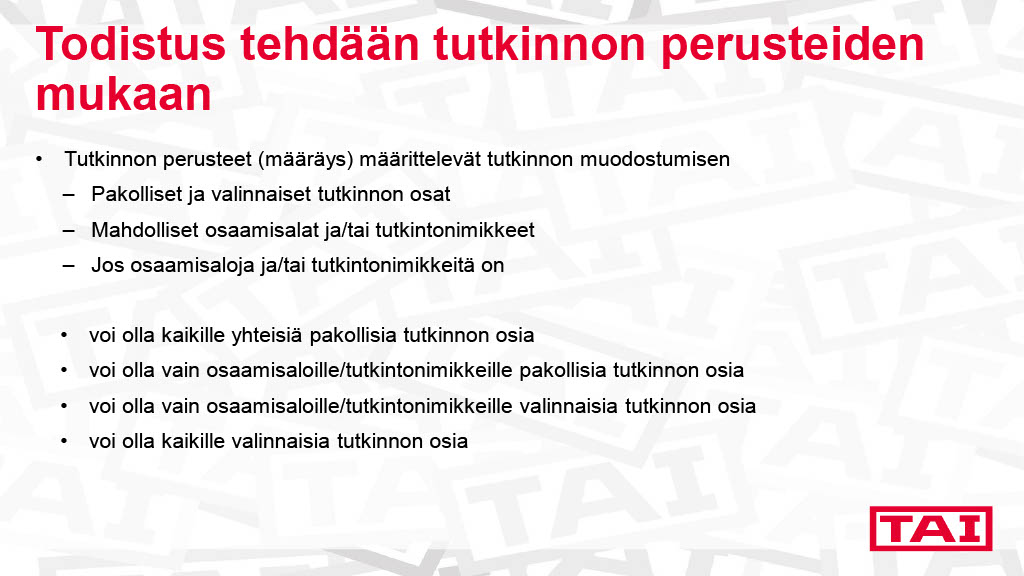 Todistus tehdään tutkinnon perusteiden
mukaan
• Tutkinnon perusteet (määräys) määrittelevät tutkinnon muodostumisen
– Pakolliset ja valinnaiset tutkinnon osat
– Mahdolliset osaamisalat ja/tai tutkintonimikkeet
– Jos osaamisaloja ja/tai tutkintonimikkeitä on
• voi olla kaikille yhteisiä pakollisia tutkinnon osia
• voi olla vain osaamisaloille/tutkintonimikkeille pakollisia tutkinnon osia
• voi olla vain osaamisaloille/tutkintonimikkeille valinnaisia tutkinnon osia
• voi olla kaikille valinnaisia tutkinnon osia
TAI